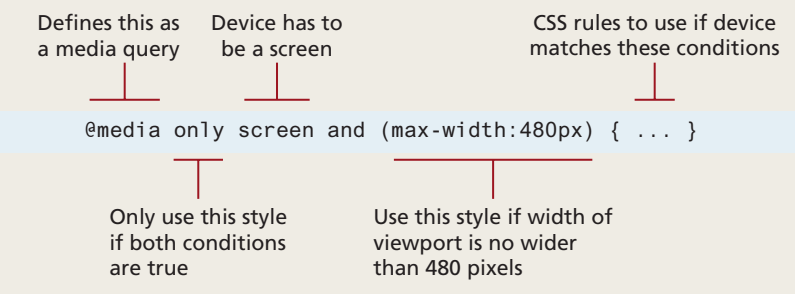 Defines this as
a media query
Device has to
be a screen
CSS rules to use if device
matches these conditions
@media only screen and (max-width:480px) { ... }
Only use this style
if both conditions
are true
Use this style if width of
viewport is no wider
than 480 pixels